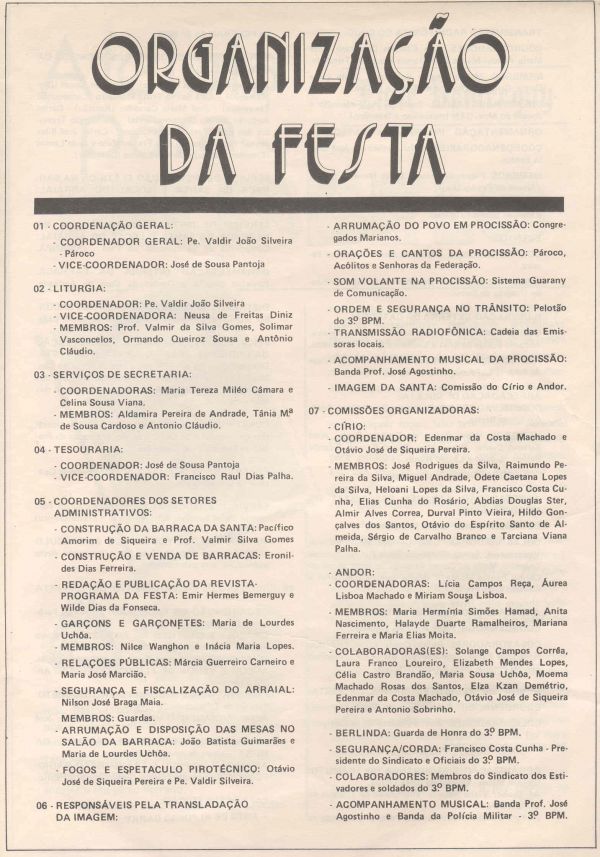 ORGANIZAÇÃO
DA FESTA
01 - COORDENAÇÃO GERAL:
- COORDENADOR GERAL: Pe. Valdir João Silveira
- Pároco
- VICE-COORDENADOR: José de Sousa Pantoja
02 - LITURGIA:
- COORDENADOR: Pe. Valdir João Silveira
- VICE-COORDENADORA: Neusa de Freitas Diniz
- MEMBROS: Prof. Valmir da Silva Gomes, Solimar
Vasconcelos, Ormando Queiroz Sousa e Antônio
Cláudio.
03 - SERVIÇOS DE SECRETARIA:
- COORDENADORAS: Maria Tereza Miléo Câmara e
Celina Sousa Viana.
- MEMBROS: Aldamira Pereira de Andrade, Tânia M.ª
de Sousa Cardoso e Antonio Cláudio.
04 - TESOURARIA:
- COORDENADOR: José de Sousa Pantoja
- VICE-COORDENADOR: Francisco Raul Dias Palha.
05 - COORDENADORES DOS SETORES
ADMINISTRATIVOS:
- CONSTRUÇÃO DA BARRACA DA SANTA: Pacífico
Amorim de Siqueira e Prof. Valmir Silva Gomes
- CONSTRUÇÃO E VENDA DE BARRACAS: Eronil-
des Dias Ferreira.
- REDAÇÃO E PUBLICAÇÃO DA REVISTA-
PROGRAMA DA FESTA: Emir Hermes Bemerguy e
Wilde Dias da Fonseca.
- GARÇONS E GARÇONETES: Maria de Lourdes
Uchôa.
- MEMBROS: Nilce Wanghon e Inácia Maria Lopes.
- RELAÇÕES PÚBLICAS: Márcia Guerreiro Carneiro e
Maria José Marcião.
- SEGURANÇA E FISCALIZAÇÃO DO ARRAIAL:
Nilson José Braga Maia.
MEMBROS: Guardas.
- ARRUMAÇÃO E DISPOSIÇÃO DAS MESAS NO
SALÃO DA BARRACA: João Batista Guimarães e
Maria de Lourdes Uchôa.
- FOGOS E ESPETACULO PIROTÉCNICO: Otávio
José de Siqueira Pereira e Pe. Valdir Silveira.
06 - RESPONSÁVEIS PELA TRANSLADAÇÃO
DA IMAGEM:
- ARRUMAÇÃO DO POVO EM PROCISSÃO: Congre-
gados Marianos.
- ORAÇÕES E CANTOS DA PROCISSÃO: Pároco,
Acólitos e Senhoras da Federação.
- SOM VOLANTE NA PROCISSÃO: Sistema Guarany
de Comunicação.
- ORDEM E SEGURANÇA NO TRÂNSITO: Pelotão
do 3º BPM.
- TRANSMISSÃO RADIOFÔNICA: Cadeia das Emis-
soras locais.
- ACOMPANHAMENTO MUSICAL DA PROCISSÃO:
Banda Prof. José Agostinho.
- IMAGEM DA SANTA: Comissão do Círio e Andor.
07 - COMISSÕES ORGANIZADORAS:
- CÍRIO:
- COORDENADOR: Edenmar da Costa Machado e
Otávio José de Siqueira Pereira.
- MEMBROS: José Rodrigues da Silva, Raimundo Pe-
reira da Silva, Miguel Andrade, Odete Caetana Lopes
da Silva, Heloani Lopes da Silva, Francisco Costa Cu-
nha, Elias Cunha do Rosário, Abdias Douglas Ster,
Almir Alves Correa, Durval Pinto Vieira, Hildo Gon-
çalves dos Santos, Otávio do Espírito Santo de Al-
meida, Sérgio de Carvalho Branco e Tarciana Viana
Palha.
- ANDOR:
- COORDENADORAS: Lícia Campos Reça, Áurea
Lisboa Machado e Miriam Sousa Lisboa.
- MEMBROS: Maria Hermínia Simões Hamad, Anita
Nascimento, Halayde Duarte Ramalheiros, Mariana
Ferreira e Maria Elias Moita.
- COLABORADORAS(ES): Solange Campos Corrêa,
Laura Franco Loureiro, Elizabeth Mendes Lopes,
Célia Castro Brandão, Maria Sousa Uchôa, Moema
Machado Rosas dos Santos, Elza Kzan Demétrio,
Edenmar da Costa Machado, Otávio José de Siqueira
Pereira e Antonio Sobrinho.
- BERLINDA: Guarda de Honra do 3º BPM.
- SEGURANÇA/CORDA: Francisco Costa Cunha - Pre-
sidente do Sindicato e Oficiais do 3º BPM.
- COLABORADORES: Membros do Sindicato dos Esti-
vadores e soldados do 3º BPM.
- ACOMPANHAMENTO MUSICAL: Banda Prof. José
Agostinho e Banda da Polícia Militar - 3º BPM.